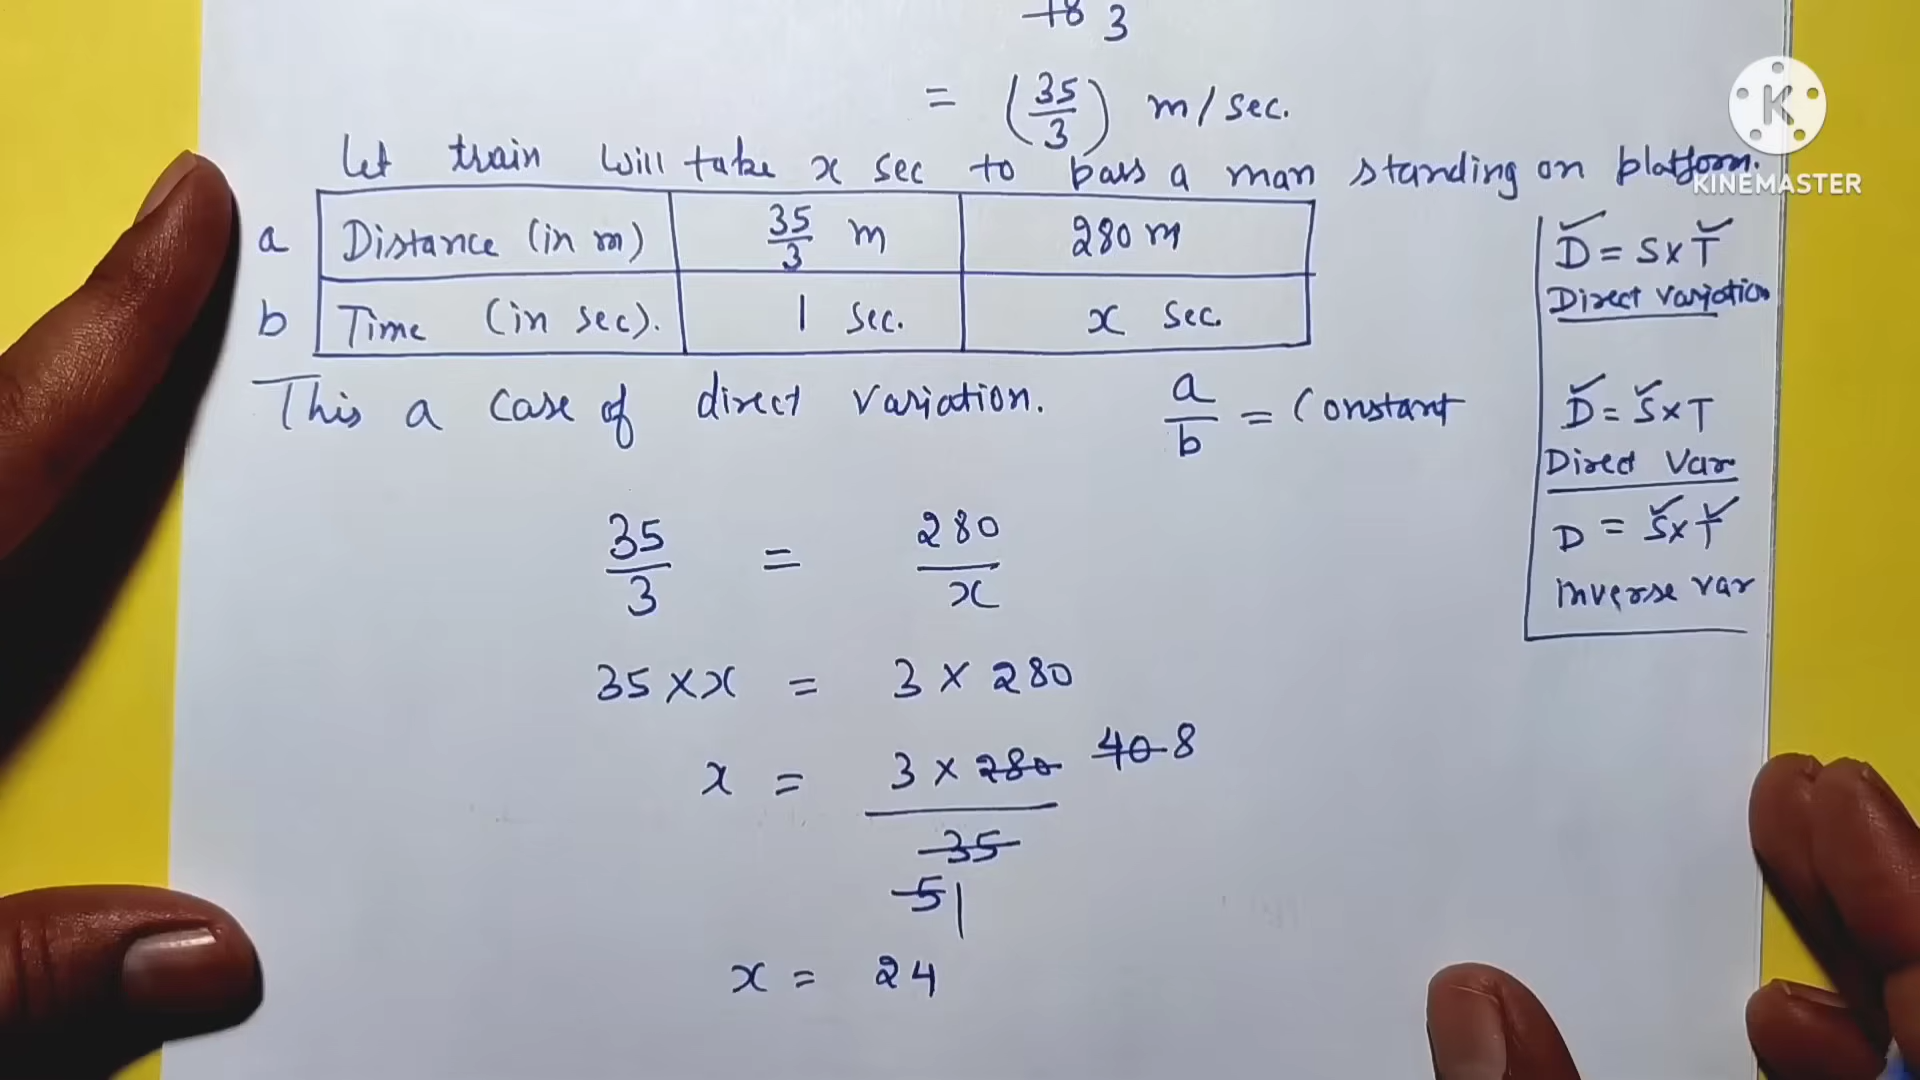 18 3
= (35/3) m/sec.
Let train will take x sec to pass a man standing on platform.
K
KINEMASTER
a Distance (in m) 35/3 m 280 m
b Time (in sec). 1 sec. x sec.
This a case of direct variation. a/b = Constant
35/3 = 280/x
35 × x = 3 × 280
x = 3 × 280 40 8
35
5 1
x = 24
D = S × T
Direct variation
D = S × T
Direct Var
D = S × T
inverse var